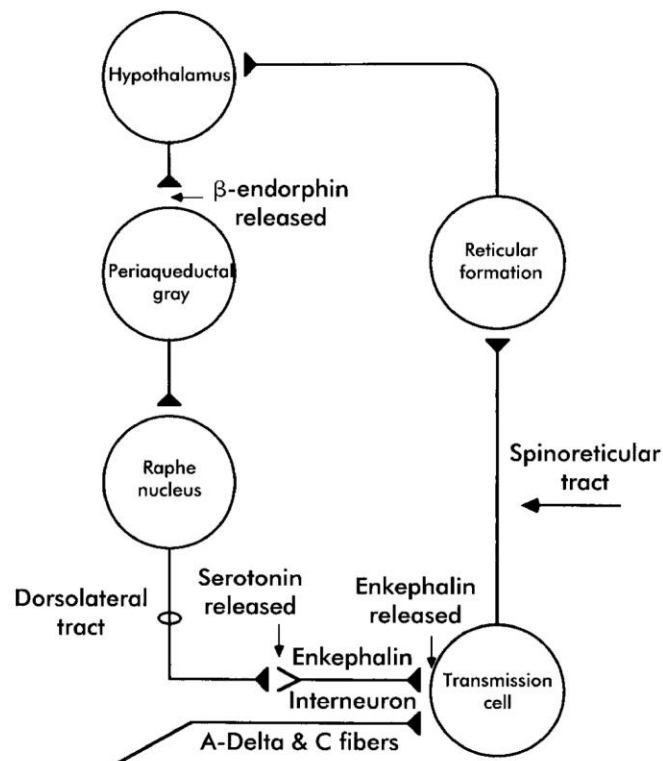 Hypothalamus
β-endorphin
released
Periaqueductal
gray
Reticular
formation
Raphe
nucleus
Spinoreticular
tract
Dorsolateral
tract
Serotonin
released
Enkephalin
released
Enkephalin
Interneuron
Transmission
cell
A-Delta & C fibers